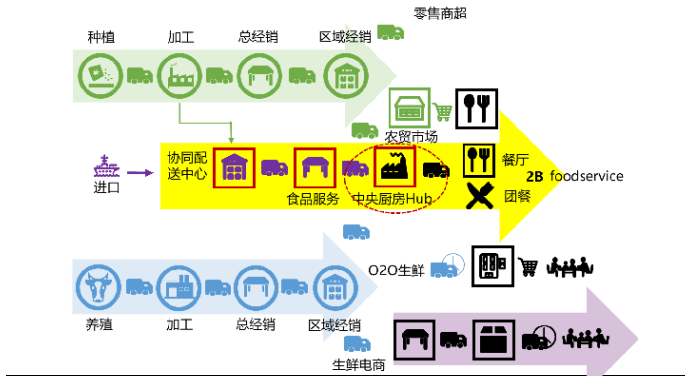 零售商超
种植
加工
总经销
区域经销
农贸市场
协同配
送中心
进口
食品服务
中央厨房Hub
餐厅
2B foodservice
团餐
O2O生鲜
养殖
加工
总经销
区域经销
生鲜电商